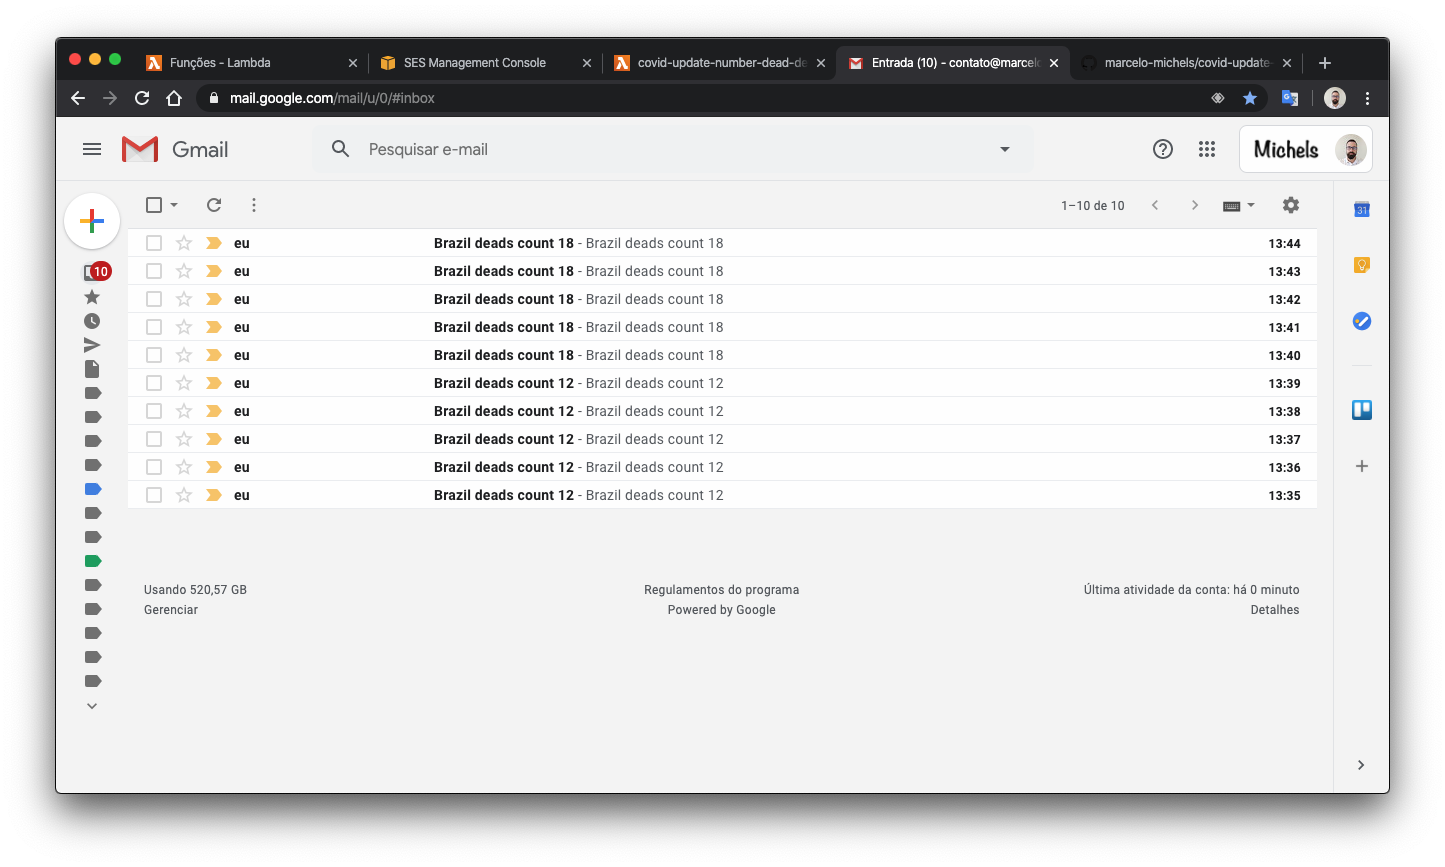 Funções - Lambda
SES Management Console
covid-update-number-dead-de
Entrada (10) - contato@marcelo
marcelo-michels/covid-update-
mail.google.com/mail/u/0/#inbox
Gmail
Pesquisar e-mail
Michels
1–10 de 10
31
10
eu Brazil deads count 18 - Brazil deads count 18 13:44
eu Brazil deads count 18 - Brazil deads count 18 13:43
eu Brazil deads count 18 - Brazil deads count 18 13:42
eu Brazil deads count 18 - Brazil deads count 18 13:41
eu Brazil deads count 18 - Brazil deads count 18 13:40
eu Brazil deads count 12 - Brazil deads count 12 13:39
eu Brazil deads count 12 - Brazil deads count 12 13:38
eu Brazil deads count 12 - Brazil deads count 12 13:37
eu Brazil deads count 12 - Brazil deads count 12 13:36
eu Brazil deads count 12 - Brazil deads count 12 13:35
Usando 520,57 GB
Gerenciar
Regulamentos do programa
Powered by Google
Última atividade da conta: há 0 minuto
Detalhes